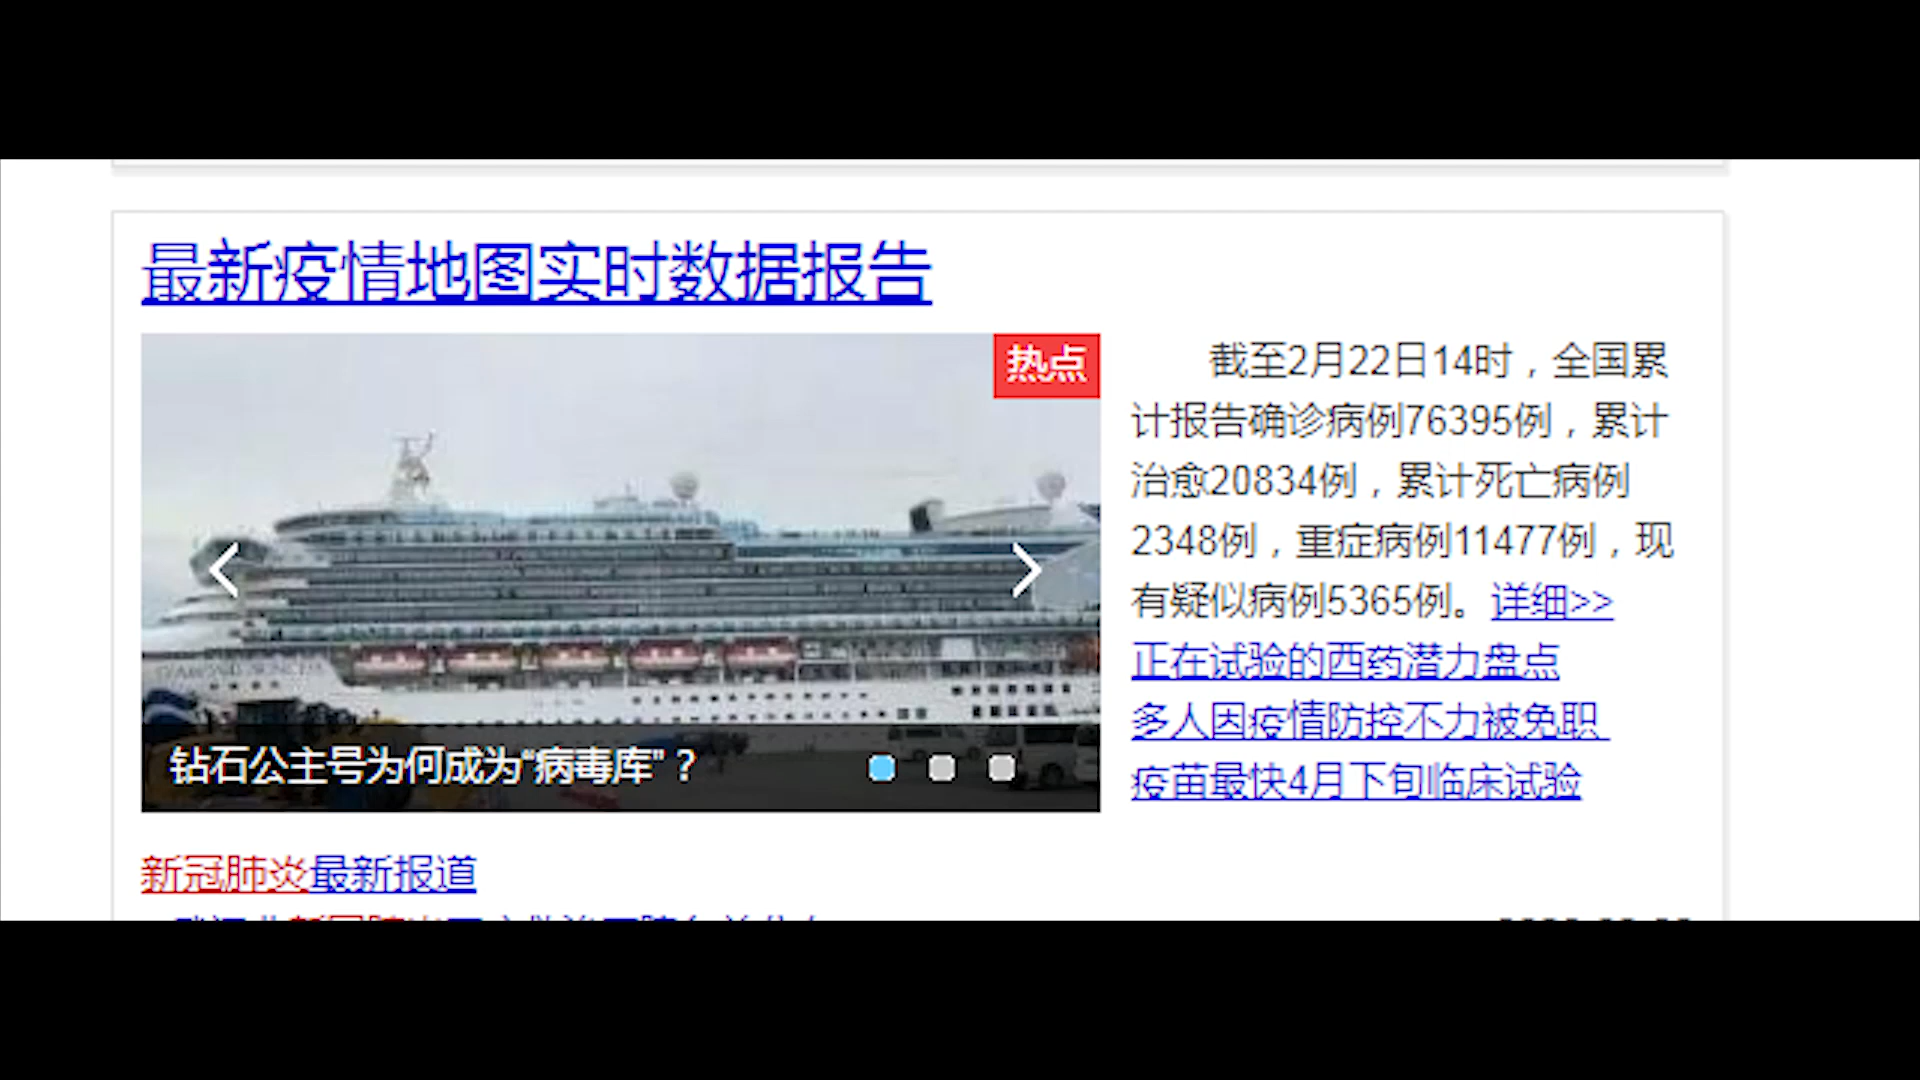 最新疫情地图实时数据报告
热点
截至2月22日14时，全国累
计报告确诊病例76395例，累计
治愈20834例，累计死亡病例
2348例，重症病例11477例，现
有疑似病例5365例。详细>>
正在试验的西药潜力盘点
多人因疫情防控不力被免职
疫苗最快4月下旬临床试验
钻石公主号为何成为“病毒库”？
新冠肺炎最新报道